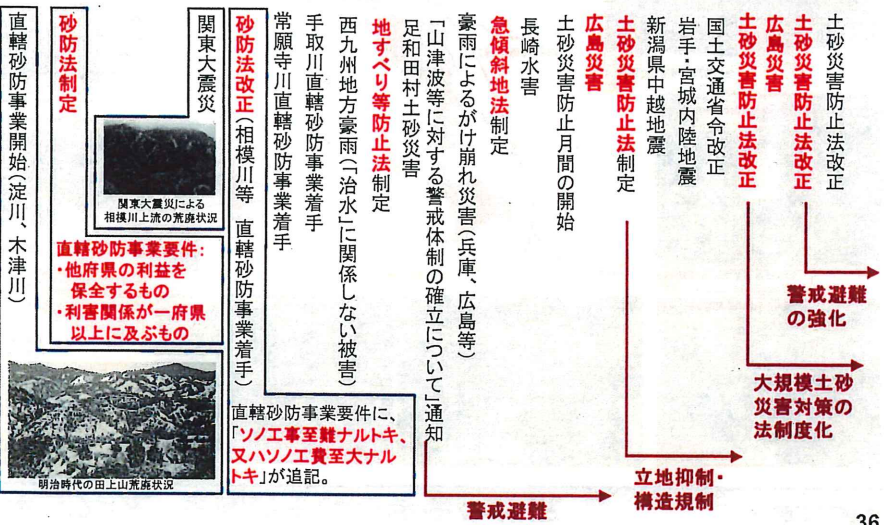 直轄砂防事業開始(淀川、木津川)
砂防法制定
関東大震災
関東大震災による
相模川上流の荒廃状況
直轄砂防事業要件:
・他府県の利益を
保全するもの
・利害関係が一府県
以上に及ぶもの
明治時代の田上山荒廃状況
砂防法改正(相模川等 直轄砂防事業着手)
常願寺川直轄砂防事業着手
手取川直轄砂防事業着手
直轄砂防事業要件に、
「ソノ工事至難ナルトキ、
又ハソノ工費至大ナル
トキ」が追記。
西九州地方豪雨(「治水」に関係しない被害)
地すべり等防止法制定
足和田村土砂災害
「山津波等に対する警戒体制の確立について」通知
豪雨によるがけ崩れ災害(兵庫、広島等)
急傾斜地法制定
長崎水害
土砂災害防止月間の開始
広島災害
土砂災害防止法制定
新潟県中越地震
岩手・宮城内陸地震
国土交通省令改正
土砂災害防止法改正
広島災害
土砂災害防止法改正
土砂災害防止法改正
警戒避難
立地抑制・
構造規制
大規模土砂
災害対策の
法制度化
警戒避難
の強化
36